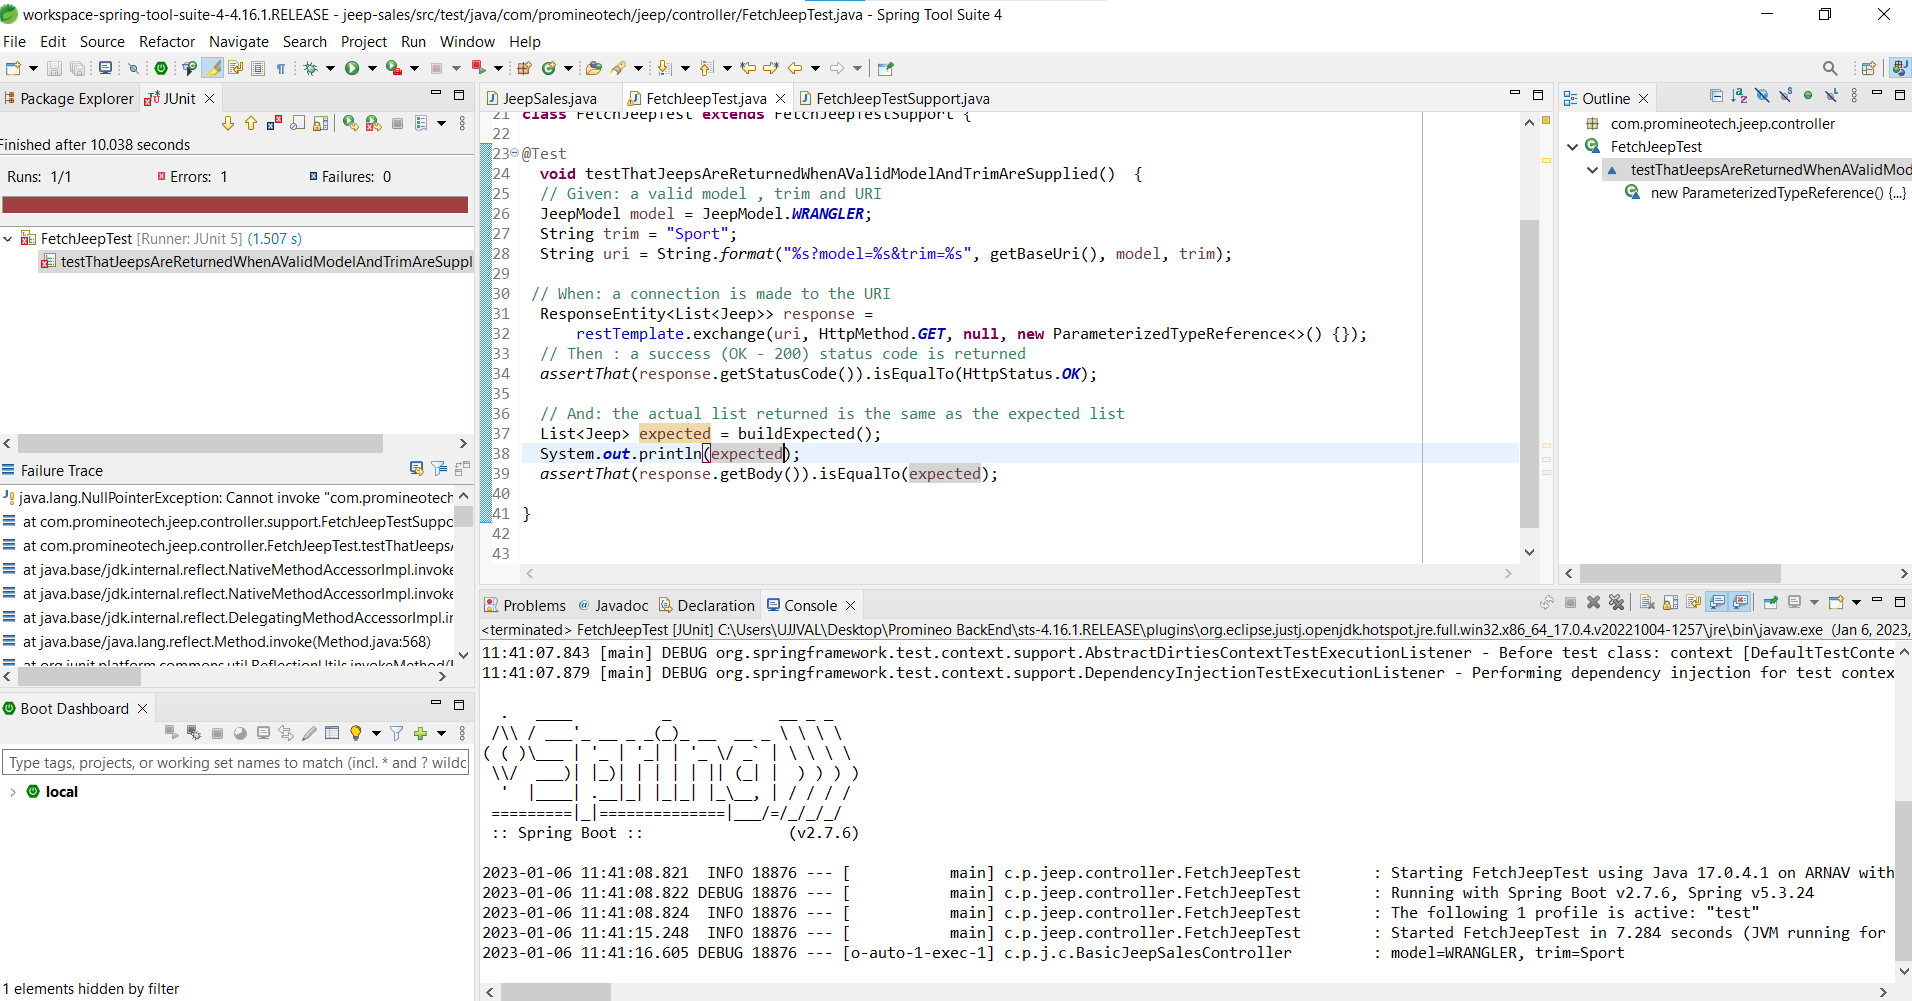 workspace-spring-tool-suite-4-4.16.1.RELEASE - jeep-sales/src/test/java/com/promineotech/jeep/controller/FetchJeepTest.java - Spring Tool Suite 4
File Edit Source Refactor Navigate Search Project Run Window Help
Package Explorer
JUnit
Finished after 10.038 seconds
Runs: 1/1 Errors: 1 Failures: 0
FetchJeepTest [Runner: JUnit 5] (1.507 s)
testThatJeepsAreReturnedWhenAValidModelAndTrimAreSuppl
Failure Trace
java.lang.NullPointerException: Cannot invoke "com.promineotech
at com.promineotech.jeep.controller.support.FetchJeepTestSuppo
at com.promineotech.jeep.controller.FetchJeepTest.testThatJeepsA
at java.base/jdk.internal.reflect.NativeMethodAccessorImpl.invoke
at java.base/jdk.internal.reflect.NativeMethodAccessorImpl.invoke
at java.base/jdk.internal.reflect.DelegatingMethodAccessorImpl.ir
at java.base/java.lang.reflect.Method.invoke(Method.java:568)
at org.junit.platform.commons.util.ReflectionUtils.invokeMethod(
Boot Dashboard
Type tags, projects, or working set names to match (incl. * and ? wildc
local
1 elements hidden by filter
JeepSales.java FetchJeepTest.java FetchJeepTestSupport.java
21 class FetchJeepTest extends FetchJeepTestSupport {
22
23 @Test
24 void testThatJeepsAreReturnedWhenAValidModelAndTrimAreSupplied() {
25 // Given: a valid model , trim and URI
26 JeepModel model = JeepModel.WRANGLER;
27 String trim = "Sport";
28 String uri = String.format("%s?model=%s&trim=%s", getBaseUri(), model, trim);
29
30 // When: a connection is made to the URI
31 ResponseEntity<List<Jeep>> response =
32 restTemplate.exchange(uri, HttpMethod.GET, null, new ParameterizedTypeReference<>() {});
33 // Then : a success (OK - 200) status code is returned
34 assertThat(response.getStatusCode()).isEqualTo(HttpStatus.OK);
35
36 // And: the actual list returned is the same as the expected list
37 List<Jeep> expected = buildExpected();
38 System.out.println(expected);
39 assertThat(response.getBody()).isEqualTo(expected);
40
41 }
42
43
Outline
com.promineotech.jeep.controller
FetchJeepTest
testThatJeepsAreReturnedWhenAValidMod
new ParameterizedTypeReference() {...}
Problems Javadoc Declaration Console
<terminated> FetchJeepTest [JUnit] C:\Users\UJJVAL\Desktop\Promineo BackEnd\sts-4.16.1.RELEASE\plugins\org.eclipse.justj.openjdk.hotspot.jre.full.win32.x86_64_17.0.4.v20221004-1257\jre\bin\javaw.exe (Jan 6, 2023,
11:41:07.843 [main] DEBUG org.springframework.test.context.support.AbstractDirtiesContextTestExecutionListener - Before test class: context [DefaultTestConte
11:41:07.879 [main] DEBUG org.springframework.test.context.support.DependencyInjectionTestExecutionListener - Performing dependency injection for test contex
Spring
:: Spring Boot :: (v2.7.6)
2023-01-06 11:41:08.821 INFO 18876 --- [ main] c.p.jeep.controller.FetchJeepTest : Starting FetchJeepTest using Java 17.0.4.1 on ARNAV with
2023-01-06 11:41:08.822 DEBUG 18876 --- [ main] c.p.jeep.controller.FetchJeepTest : Running with Spring Boot v2.7.6, Spring v5.3.24
2023-01-06 11:41:08.824 INFO 18876 --- [ main] c.p.jeep.controller.FetchJeepTest : The following 1 profile is active: "test"
2023-01-06 11:41:15.248 INFO 18876 --- [ main] c.p.jeep.controller.FetchJeepTest : Started FetchJeepTest in 7.284 seconds (JVM running for
2023-01-06 11:41:16.605 DEBUG 18876 --- [o-auto-1-exec-1] c.p.j.c.BasicJeepSalesController : model=WRANGLER, trim=Sport